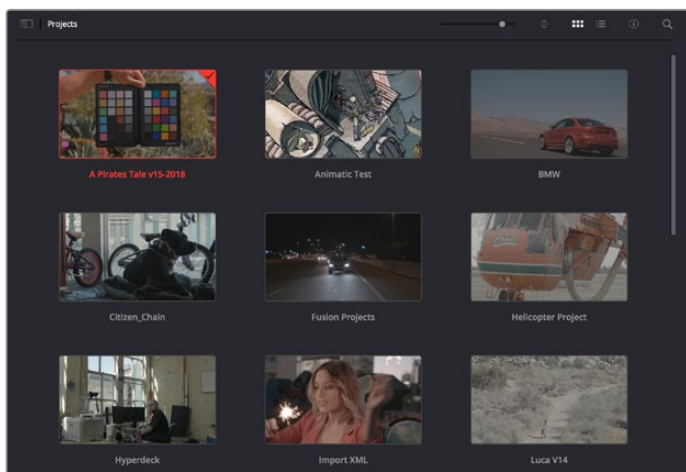 Projects
A Pirates Tale v15-2018
Animatic Test
BMW
Citizen_Chain
Fusion Projects
Helicopter Project
Hyperdeck
Import XML
Luca V14